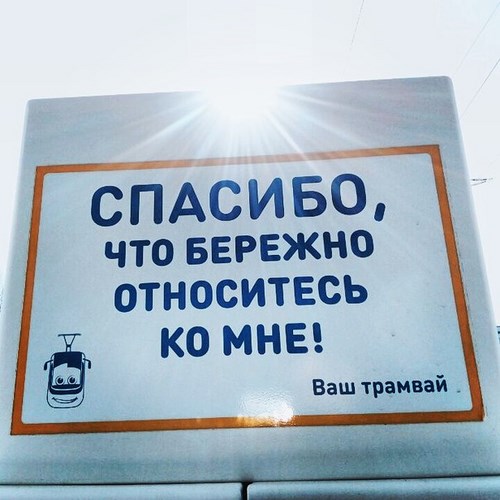 СПАСИБО,
ЧТО БЕРЕЖНО
ОТНОСИТЕСЬ
КО МНЕ!
Ваш трамвай